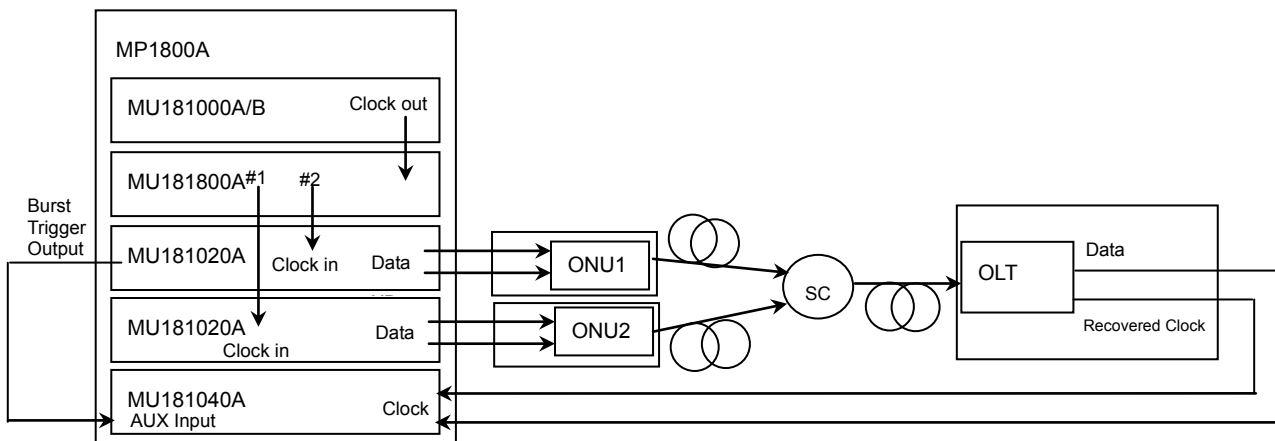 MP1800A
MU181000A/B
Clock out
MU181800A
#1
#2
Burst
Trigger
Output
MU181020A
Clock in
Data
ONU1
SC
OLT
Data
Recovered Clock
MU181020A
Clock in
Data
ONU2
MU181040A
AUX Input
Clock